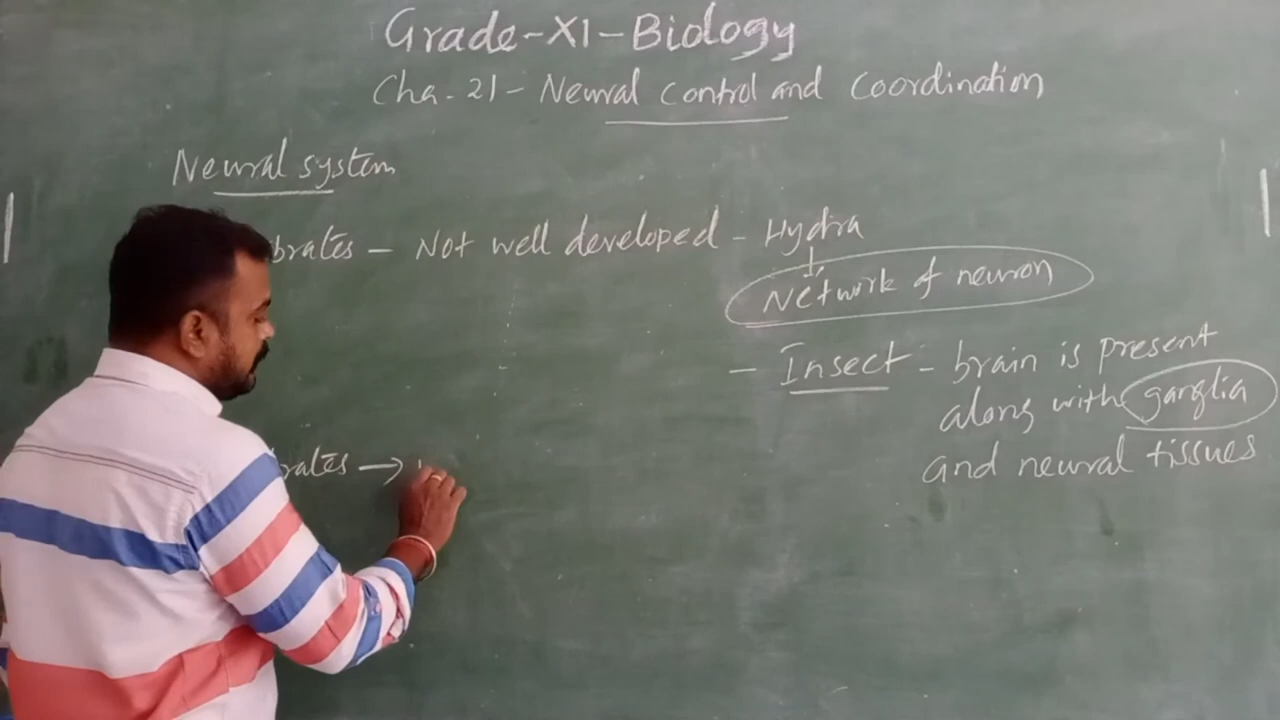 Grade-XI-Biology
Cha. 21 - Neural control and coordination
Neural system
brates - Not well developed - Hydra
Network of neuron
- Insect - brain is present
along with ganglia
and neural tissues
rates →